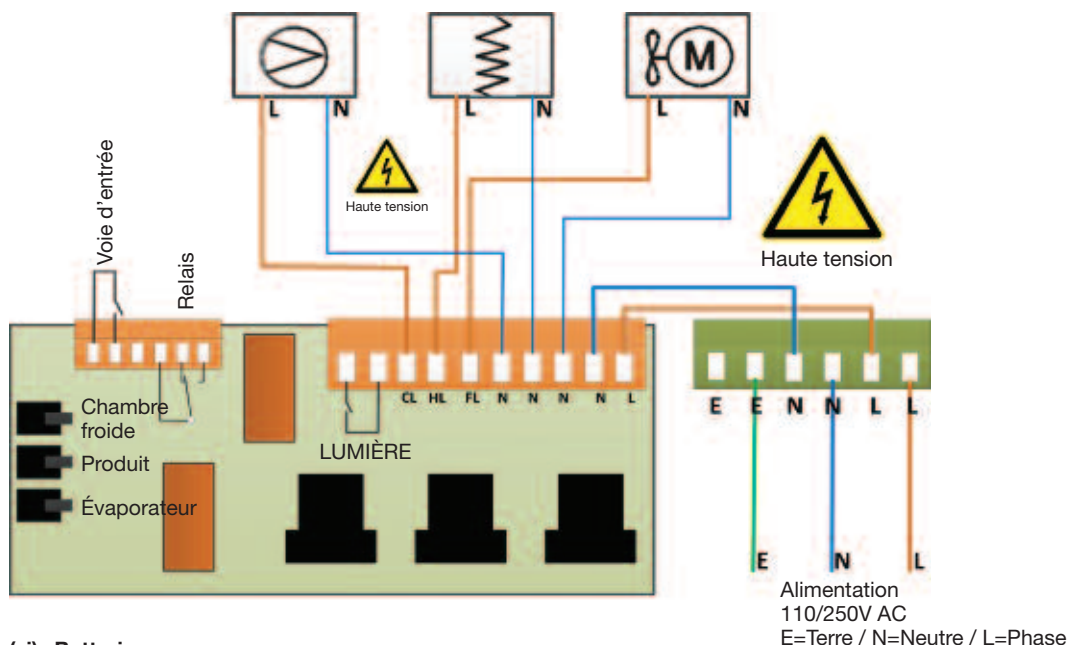 M
L N
L N
L N
Haute tension
Haute tension
Voie d'entrée
Relais
CL HL FL N N N N L
LUMIÈRE
Chambre
froide
Produit
Évaporateur
E E N N L L
E N L
Alimentation
110/250V AC
E=Terre / N=Neutre / L=Phase